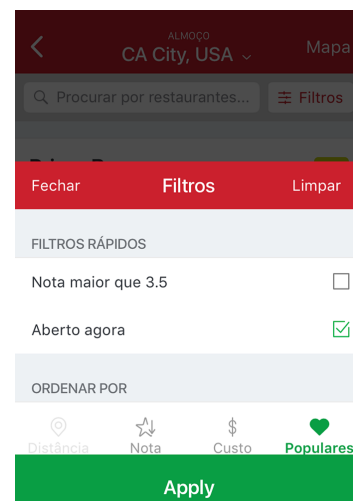 ALMOÇO
CA City, USA
Mapa
Procurar por restaurantes...
Filtros
Fechar
Filtros
Limpar
FILTROS RÁPIDOS
Nota maior que 3.5
Aberto agora
ORDENAR POR
Distância
Nota
$
Custo
Populares
Apply